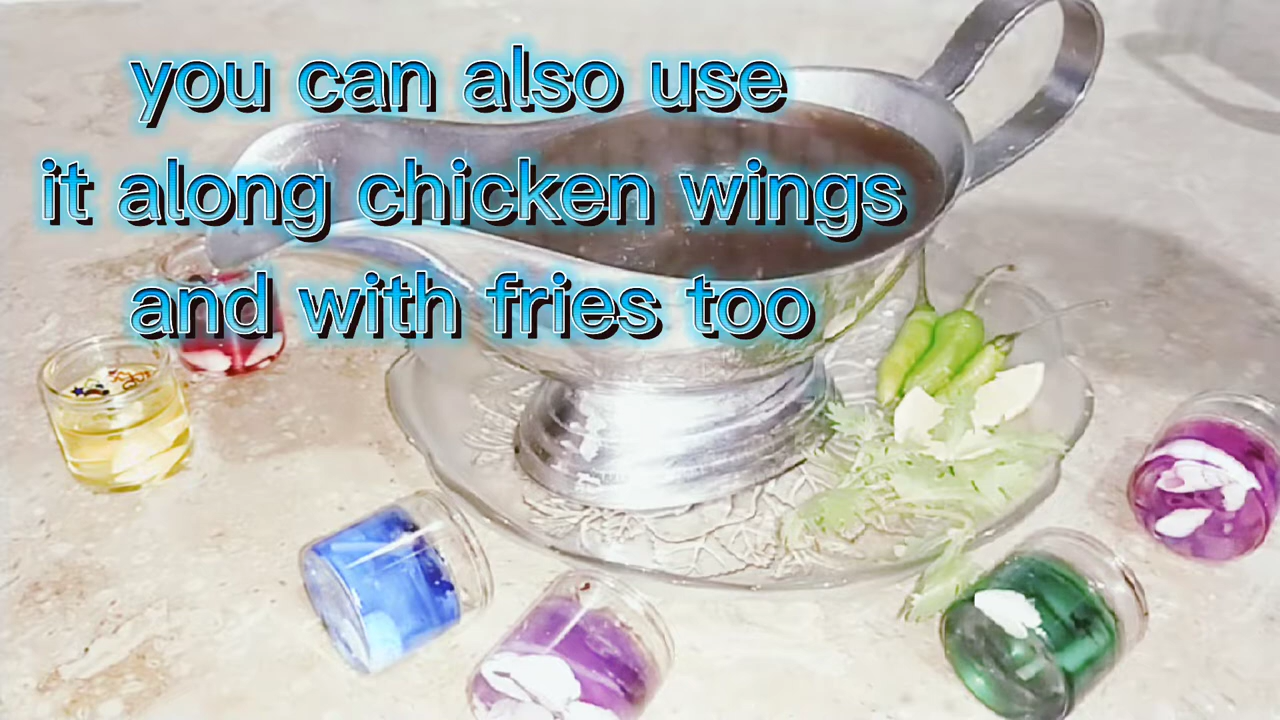 you can also use
it along chicken wings
and with fries too